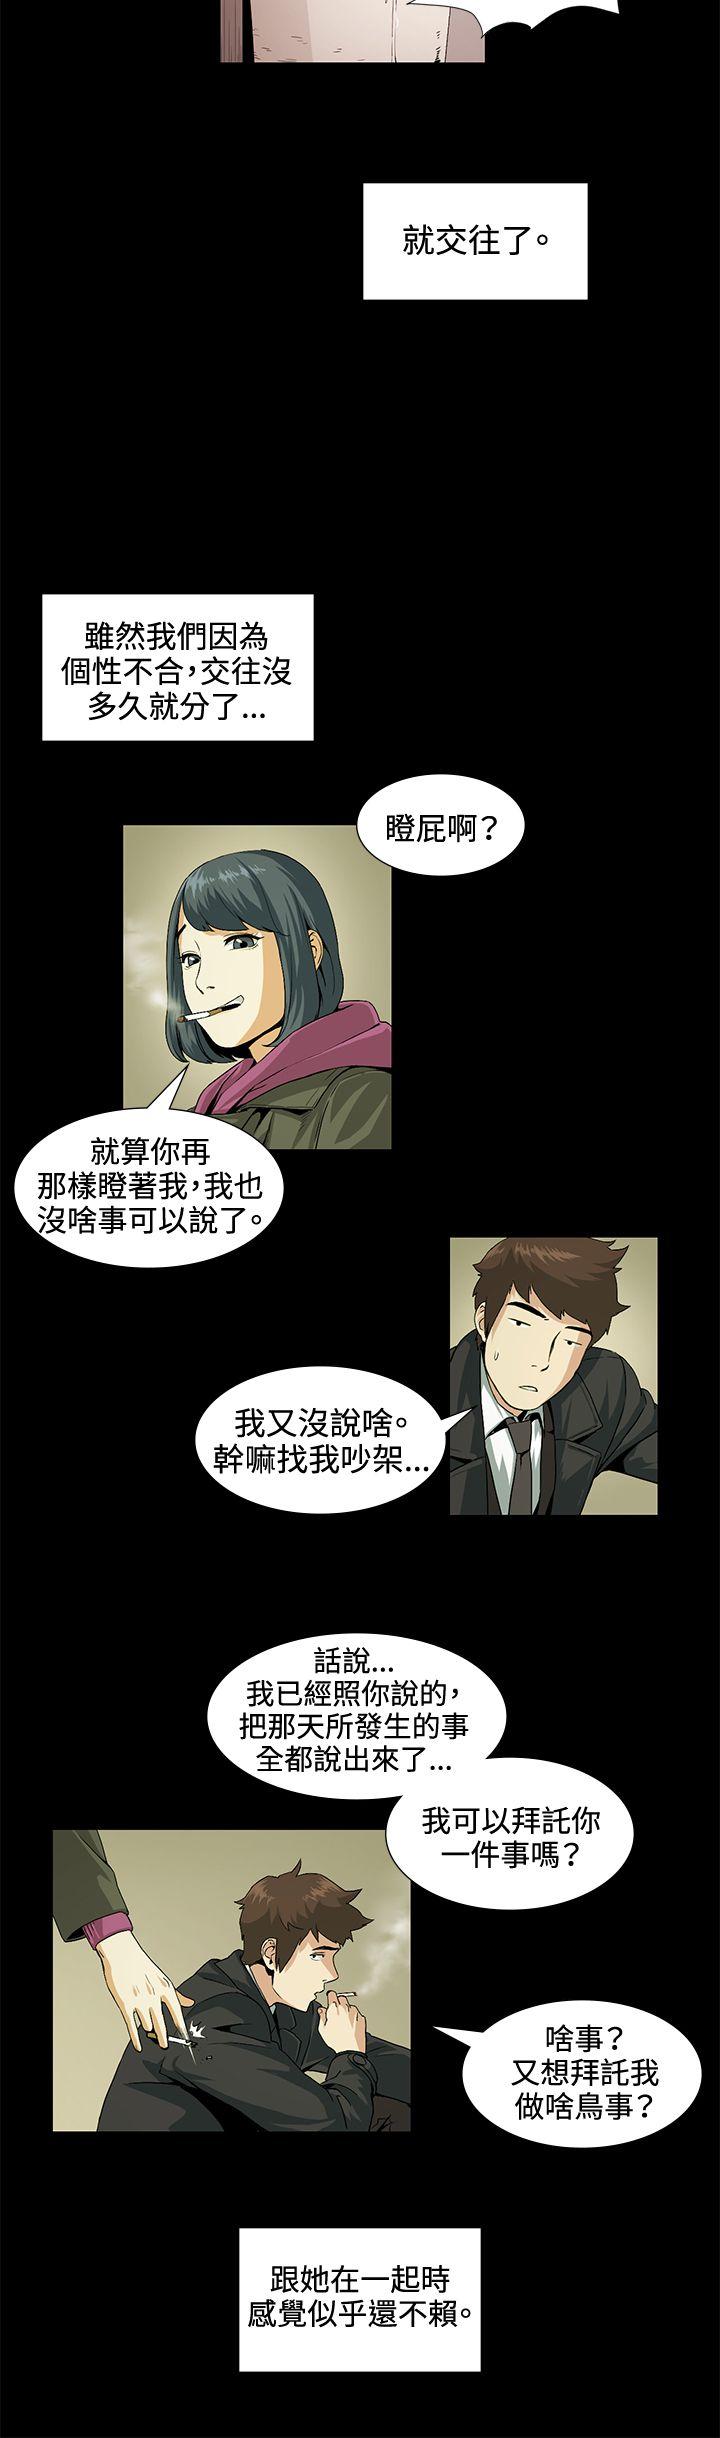 就交往了。
雖然我們因為
個性不合，交往沒
多久就分了...
瞪屁啊？
就算你再
那樣瞪著我，我也
沒啥事可以說了。
我又沒說啥。
幹嘛找我吵架...
話說...
我已經照你說的，
把那天所發生的事
全都說出來了...
我可以拜託你
一件事嗎？
啥事？
又想拜託我
做啥鳥事？
跟她在一起時
感覺似乎還不賴。